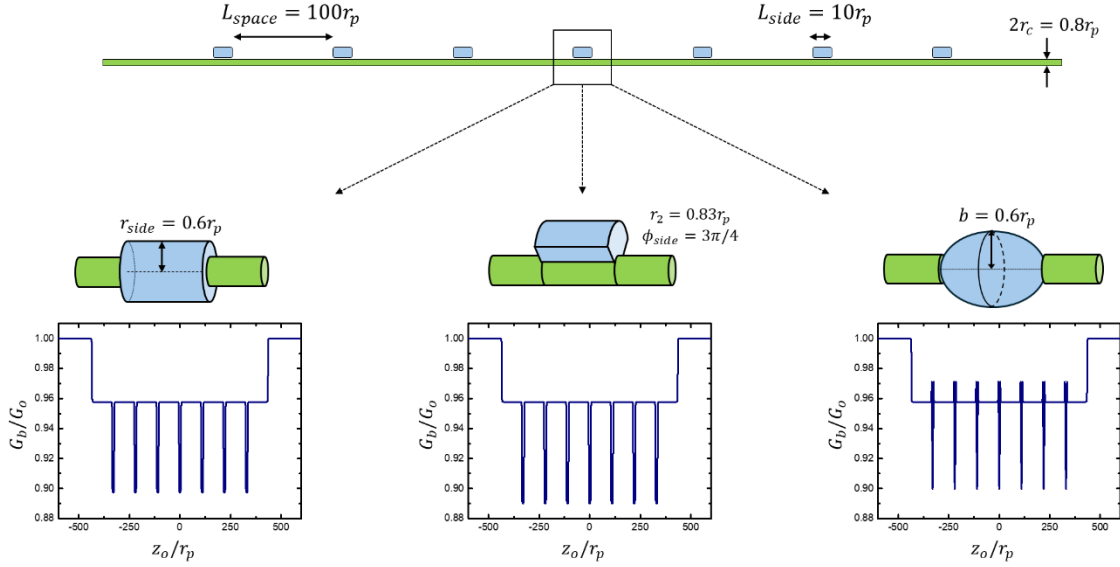 L_space = 100r_p
L_side = 10r_p
2r_c = 0.8r_p
r_side = 0.6r_p
r_2 = 0.83r_p
ϕ_side = 3π/4
b = 0.6r_p
1.00
0.96
0.94
0.92
0.90
0.88
G_b/G_o
-500
-250
0
250
500
z_o/r_p
1.00
0.98
0.96
0.94
0.92
0.90
0.88
G_b/G_o
-500
-250
0
250
500
z_o/r_p
1.00
0.98
0.96
0.94
0.92
0.90
0.88
G_b/G_o
-500
-250
0
250
500
z_o/r_p